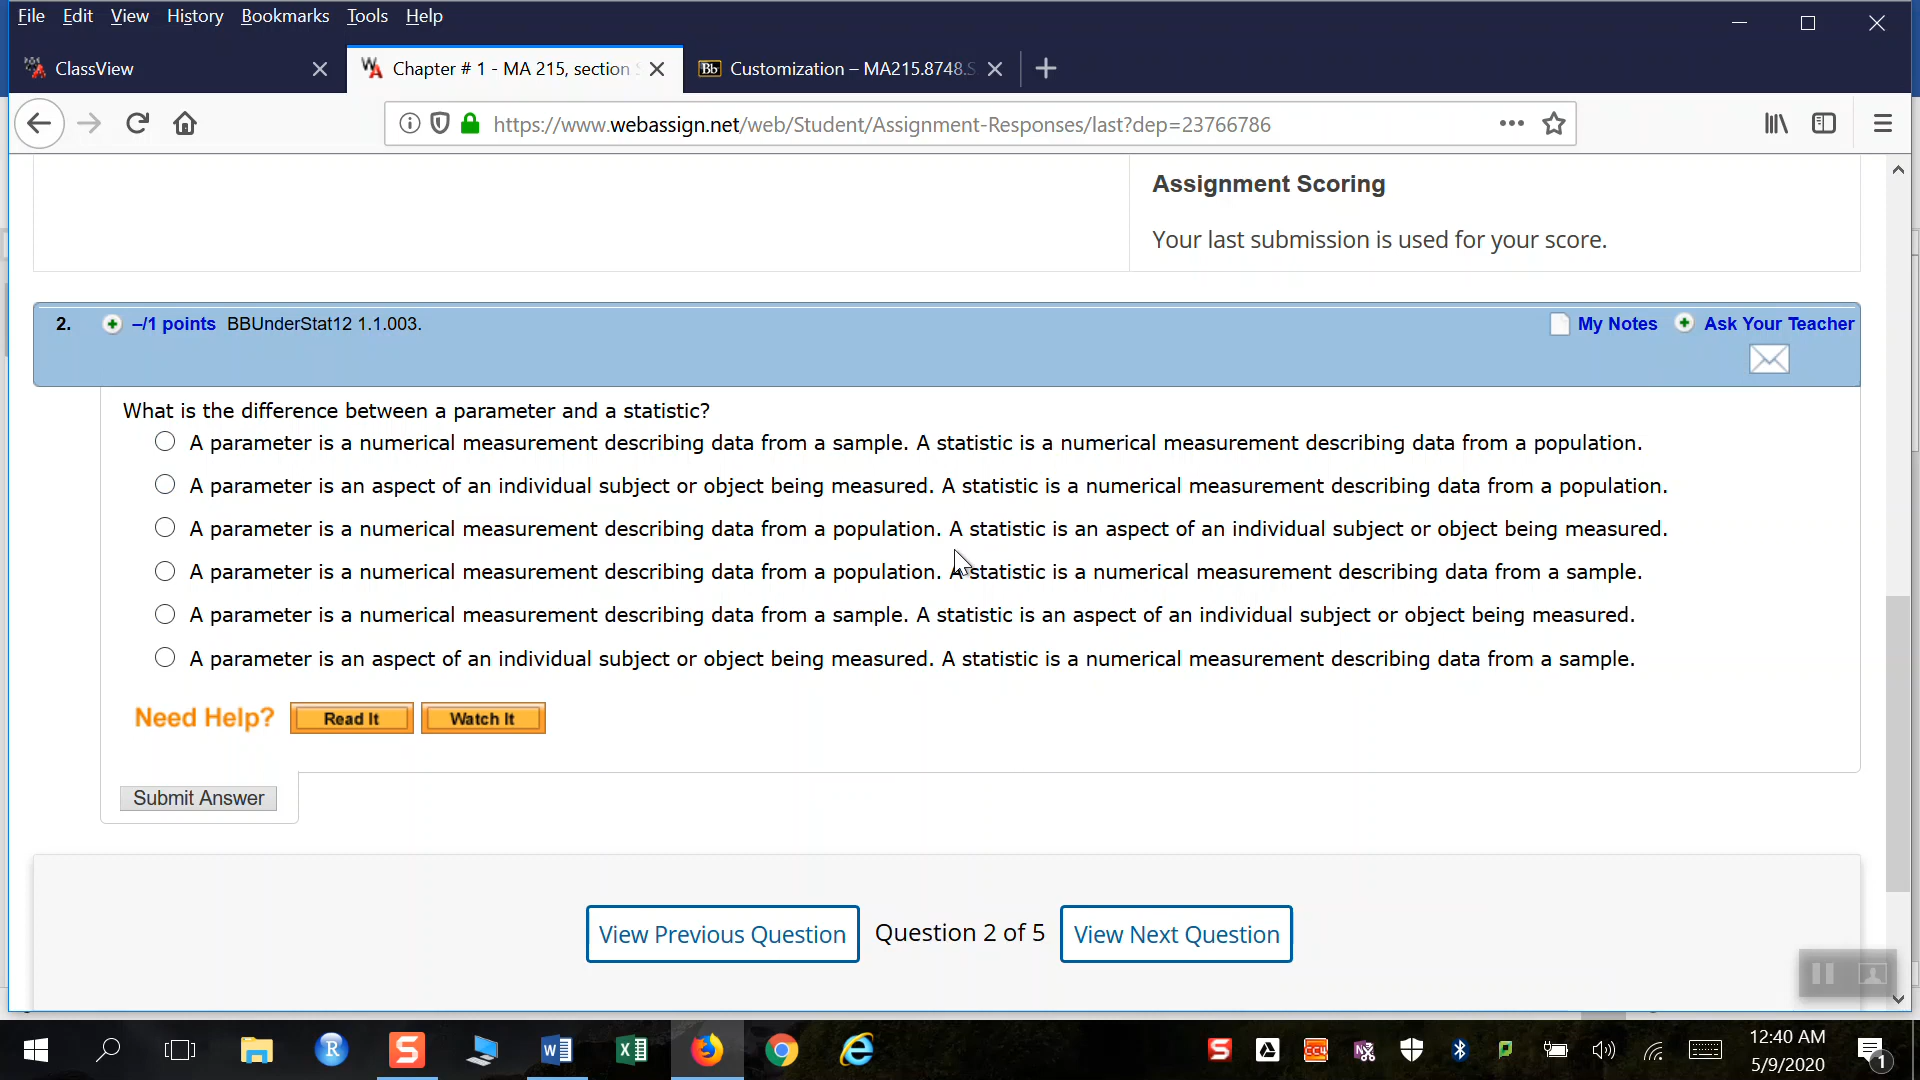 File Edit View History Bookmarks Tools Help
ClassView
Chapter # 1 - MA 215, section
Customization – MA215.8748.S
https://www.webassign.net/web/Student/Assignment-Responses/last?dep=23766786
Assignment Scoring
Your last submission is used for your score.
2. –/1 points BBUnderStat12 1.1.003. My Notes Ask Your Teacher
What is the difference between a parameter and a statistic?
A parameter is a numerical measurement describing data from a sample. A statistic is a numerical measurement describing data from a population.
A parameter is an aspect of an individual subject or object being measured. A statistic is a numerical measurement describing data from a population.
A parameter is a numerical measurement describing data from a population. A statistic is an aspect of an individual subject or object being measured.
A parameter is a numerical measurement describing data from a population. A statistic is a numerical measurement describing data from a sample.
A parameter is a numerical measurement describing data from a sample. A statistic is an aspect of an individual subject or object being measured.
A parameter is an aspect of an individual subject or object being measured. A statistic is a numerical measurement describing data from a sample.
Need Help? Read It Watch It
Submit Answer
View Previous Question Question 2 of 5 View Next Question
12:40 AM
5/9/2020
1